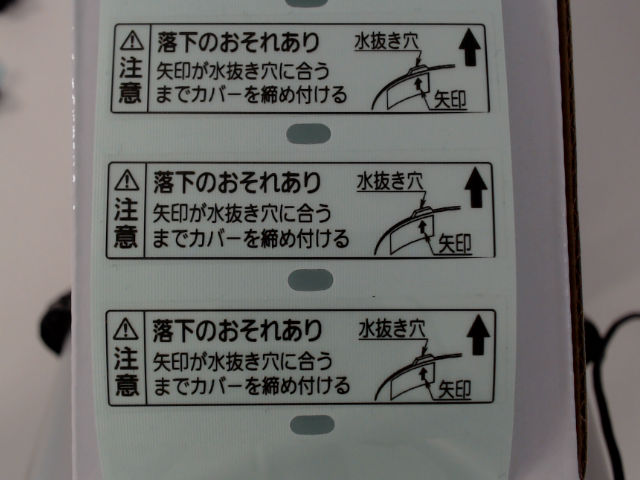 注意
落下のおそれあり
矢印が水抜き穴に合う
までカバーを締め付ける
水抜き穴
矢印
注意
落下のおそれあり
矢印が水抜き穴に合う
までカバーを締め付ける
水抜き穴
矢印
注意
落下のおそれあり
矢印が水抜き穴に合う
までカバーを締め付ける
水抜き穴
矢印